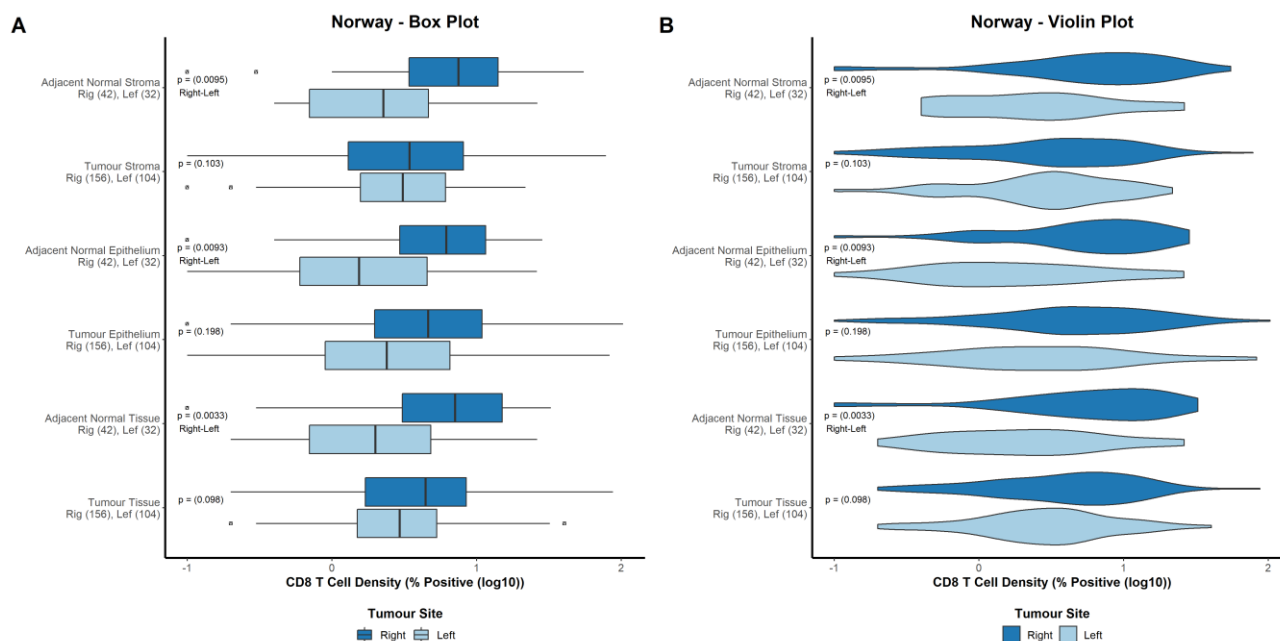 A
Norway - Box Plot
Adjacent Normal Stroma
Rig (42), Lef (32)
p = (0.0095)
Right-Left
Tumour Stroma
Rig (156), Lef (104)
p = (0.103)
Adjacent Normal Epithelium
Rig (42), Lef (32)
p = (0.0093)
Right-Left
Tumour Epithelium
Rig (156), Lef (104)
p = (0.198)
Adjacent Normal Tissue
Rig (42), Lef (32)
p = (0.0033)
Right-Left
Tumour Tissue
Rig (156), Lef (104)
p = (0.098)
-1 0 1 2
CD8 T Cell Density (% Positive (log10))
Tumour Site
Right Left
B
Norway - Violin Plot
Adjacent Normal Stroma
Rig (42), Lef (32)
p = (0.0095)
Right-Left
Tumour Stroma
Rig (156), Lef (104)
p = (0.103)
Adjacent Normal Epithelium
Rig (42), Lef (32)
p = (0.0093)
Right-Left
Tumour Epithelium
Rig (156), Lef (104)
p = (0.198)
Adjacent Normal Tissue
Rig (42), Lef (32)
p = (0.0033)
Right-Left
Tumour Tissue
Rig (156), Lef (104)
p = (0.098)
-1 0 1 2
CD8 T Cell Density (% Positive (log10))
Tumour Site
Right Left